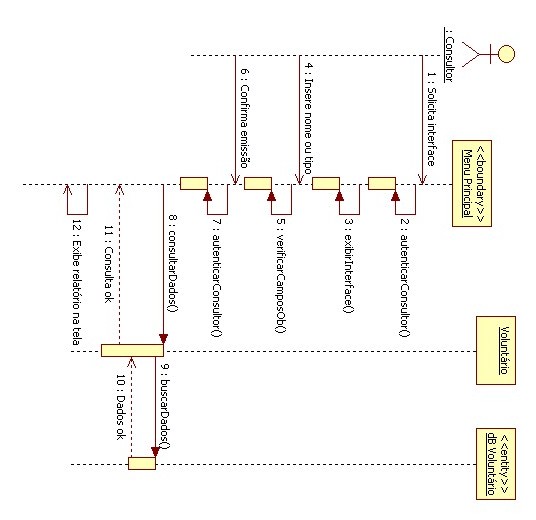 : Consultor
<<boundary>>
Menu Principal
Voluntário
<<entity>>
dB Voluntário
1 : Solicita interface
2 : autenticarConsultor()
3 : exibirInterface()
4 : Insere nome ou tipo
5 : verificarCamposOb()
6 : Confirma emissão
7 : autenticarConsultor()
8 : consultarDados()
9 : buscarDados()
10 : Dados ok
11 : Consulta ok
12 : Exibe relatório na tela